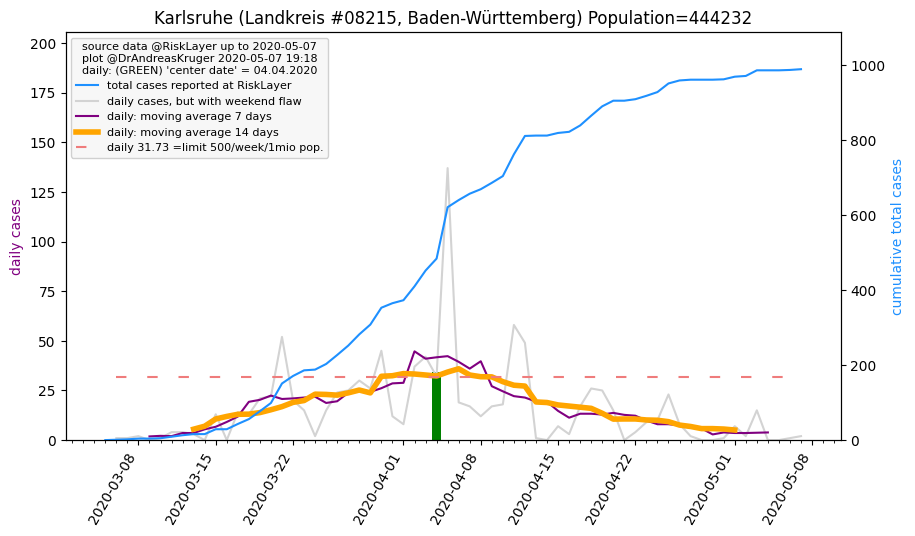 Karlsruhe (Landkreis #08215, Baden-Württemberg) Population=444232
source data @RiskLayer up to 2020-05-07
plot @DrAndreasKruger 2020-05-07 19:18
daily: (GREEN) 'center date' = 04.04.2020
total cases reported at RiskLayer
daily cases, but with weekend flaw
daily: moving average 7 days
daily: moving average 14 days
daily 31.73 =limit 500/week/1mio pop.
daily cases
200
175
150
125
100
75
50
25
0
cumulative total cases
1000
800
600
400
200
0
2020-03-08
2020-03-15
2020-03-22
2020-04-01
2020-04-08
2020-04-15
2020-04-22
2020-05-01
2020-05-08